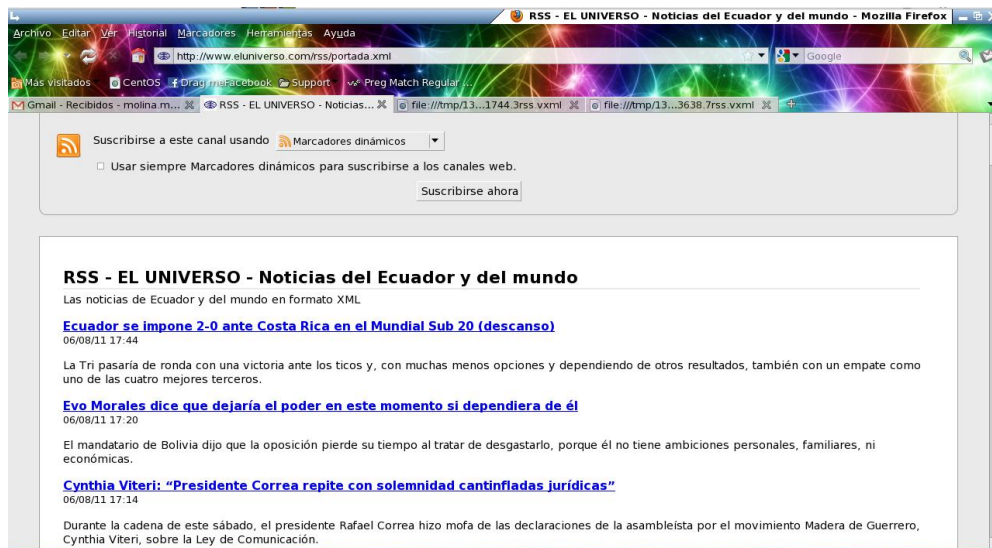 RSS - EL UNIVERSO - Noticias del Ecuador y del mundo - Mozilla Firefox
Archivo Editar Ver Historial Marcadores Herramientas Ayuda
http://www.eluniverso.com/rss/portada.xml Google
Más visitados CentOS Drag me Facebook Support Preg Match Regular ...
Gmail - Recibidos - molina.m... RSS - EL UNIVERSO - Noticias... file:///tmp/13...1744.3rss.vxml file:///tmp/13...3638.7rss.vxml
Suscribirse a este canal usando Marcadores dinámicos
Usar siempre Marcadores dinámicos para suscribirse a los canales web.
Suscribirse ahora
RSS - EL UNIVERSO - Noticias del Ecuador y del mundo
Las noticias de Ecuador y del mundo en formato XML
Ecuador se impone 2-0 ante Costa Rica en el Mundial Sub 20 (descanso)
06/08/11 17:44
La Tri pasaría de ronda con una victoria ante los ticos y, con muchas menos opciones y dependiendo de otros resultados, también con un empate como
uno de las cuatro mejores terceros.
Evo Morales dice que dejaría el poder en este momento si dependiera de él
06/08/11 17:20
El mandatario de Bolivia dijo que la oposición pierde su tiempo al tratar de desgastarlo, porque él no tiene ambiciones personales, familiares, ni
económicas.
Cynthia Viteri: “Presidente Correa repite con solemnidad cantinfladas jurídicas”
06/08/11 17:14
Durante la cadena de este sábado, el presidente Rafael Correa hizo mofa de las declaraciones de la asambleísta por el movimiento Madera de Guerrero,
Cynthia Viteri, sobre la Ley de Comunicación.